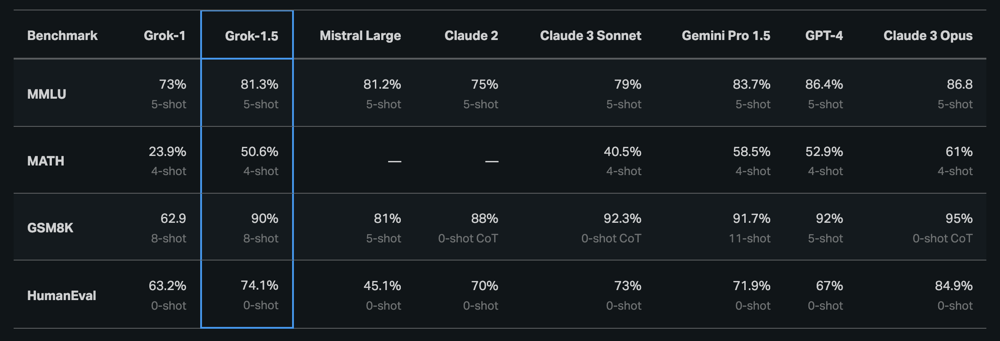 Benchmark Grok-1 Grok-1.5 Mistral Large Claude 2 Claude 3 Sonnet Gemini Pro 1.5 GPT-4 Claude 3 Opus
73% 81.3% 81.2% 75% 79% 83.7% 86.4% 86.8
MMLU
5-shot 5-shot 5-shot 5-shot 5-shot 5-shot 5-shot 5-shot
23.9% 50.6% 40.5% 58.5% 52.9% 61%
MATH — —
4-shot 4-shot 4-shot 4-shot 4-shot 4-shot
62.9 90% 81% 88% 92.3% 91.7% 92% 95%
GSM8K
8-shot 8-shot 5-shot 0-shot CoT 0-shot CoT 11-shot 5-shot 0-shot CoT
63.2% 74.1% 45.1% 70% 73% 71.9% 67% 84.9%
HumanEval
0-shot 0-shot 0-shot 0-shot 0-shot 0-shot 0-shot 0-shot